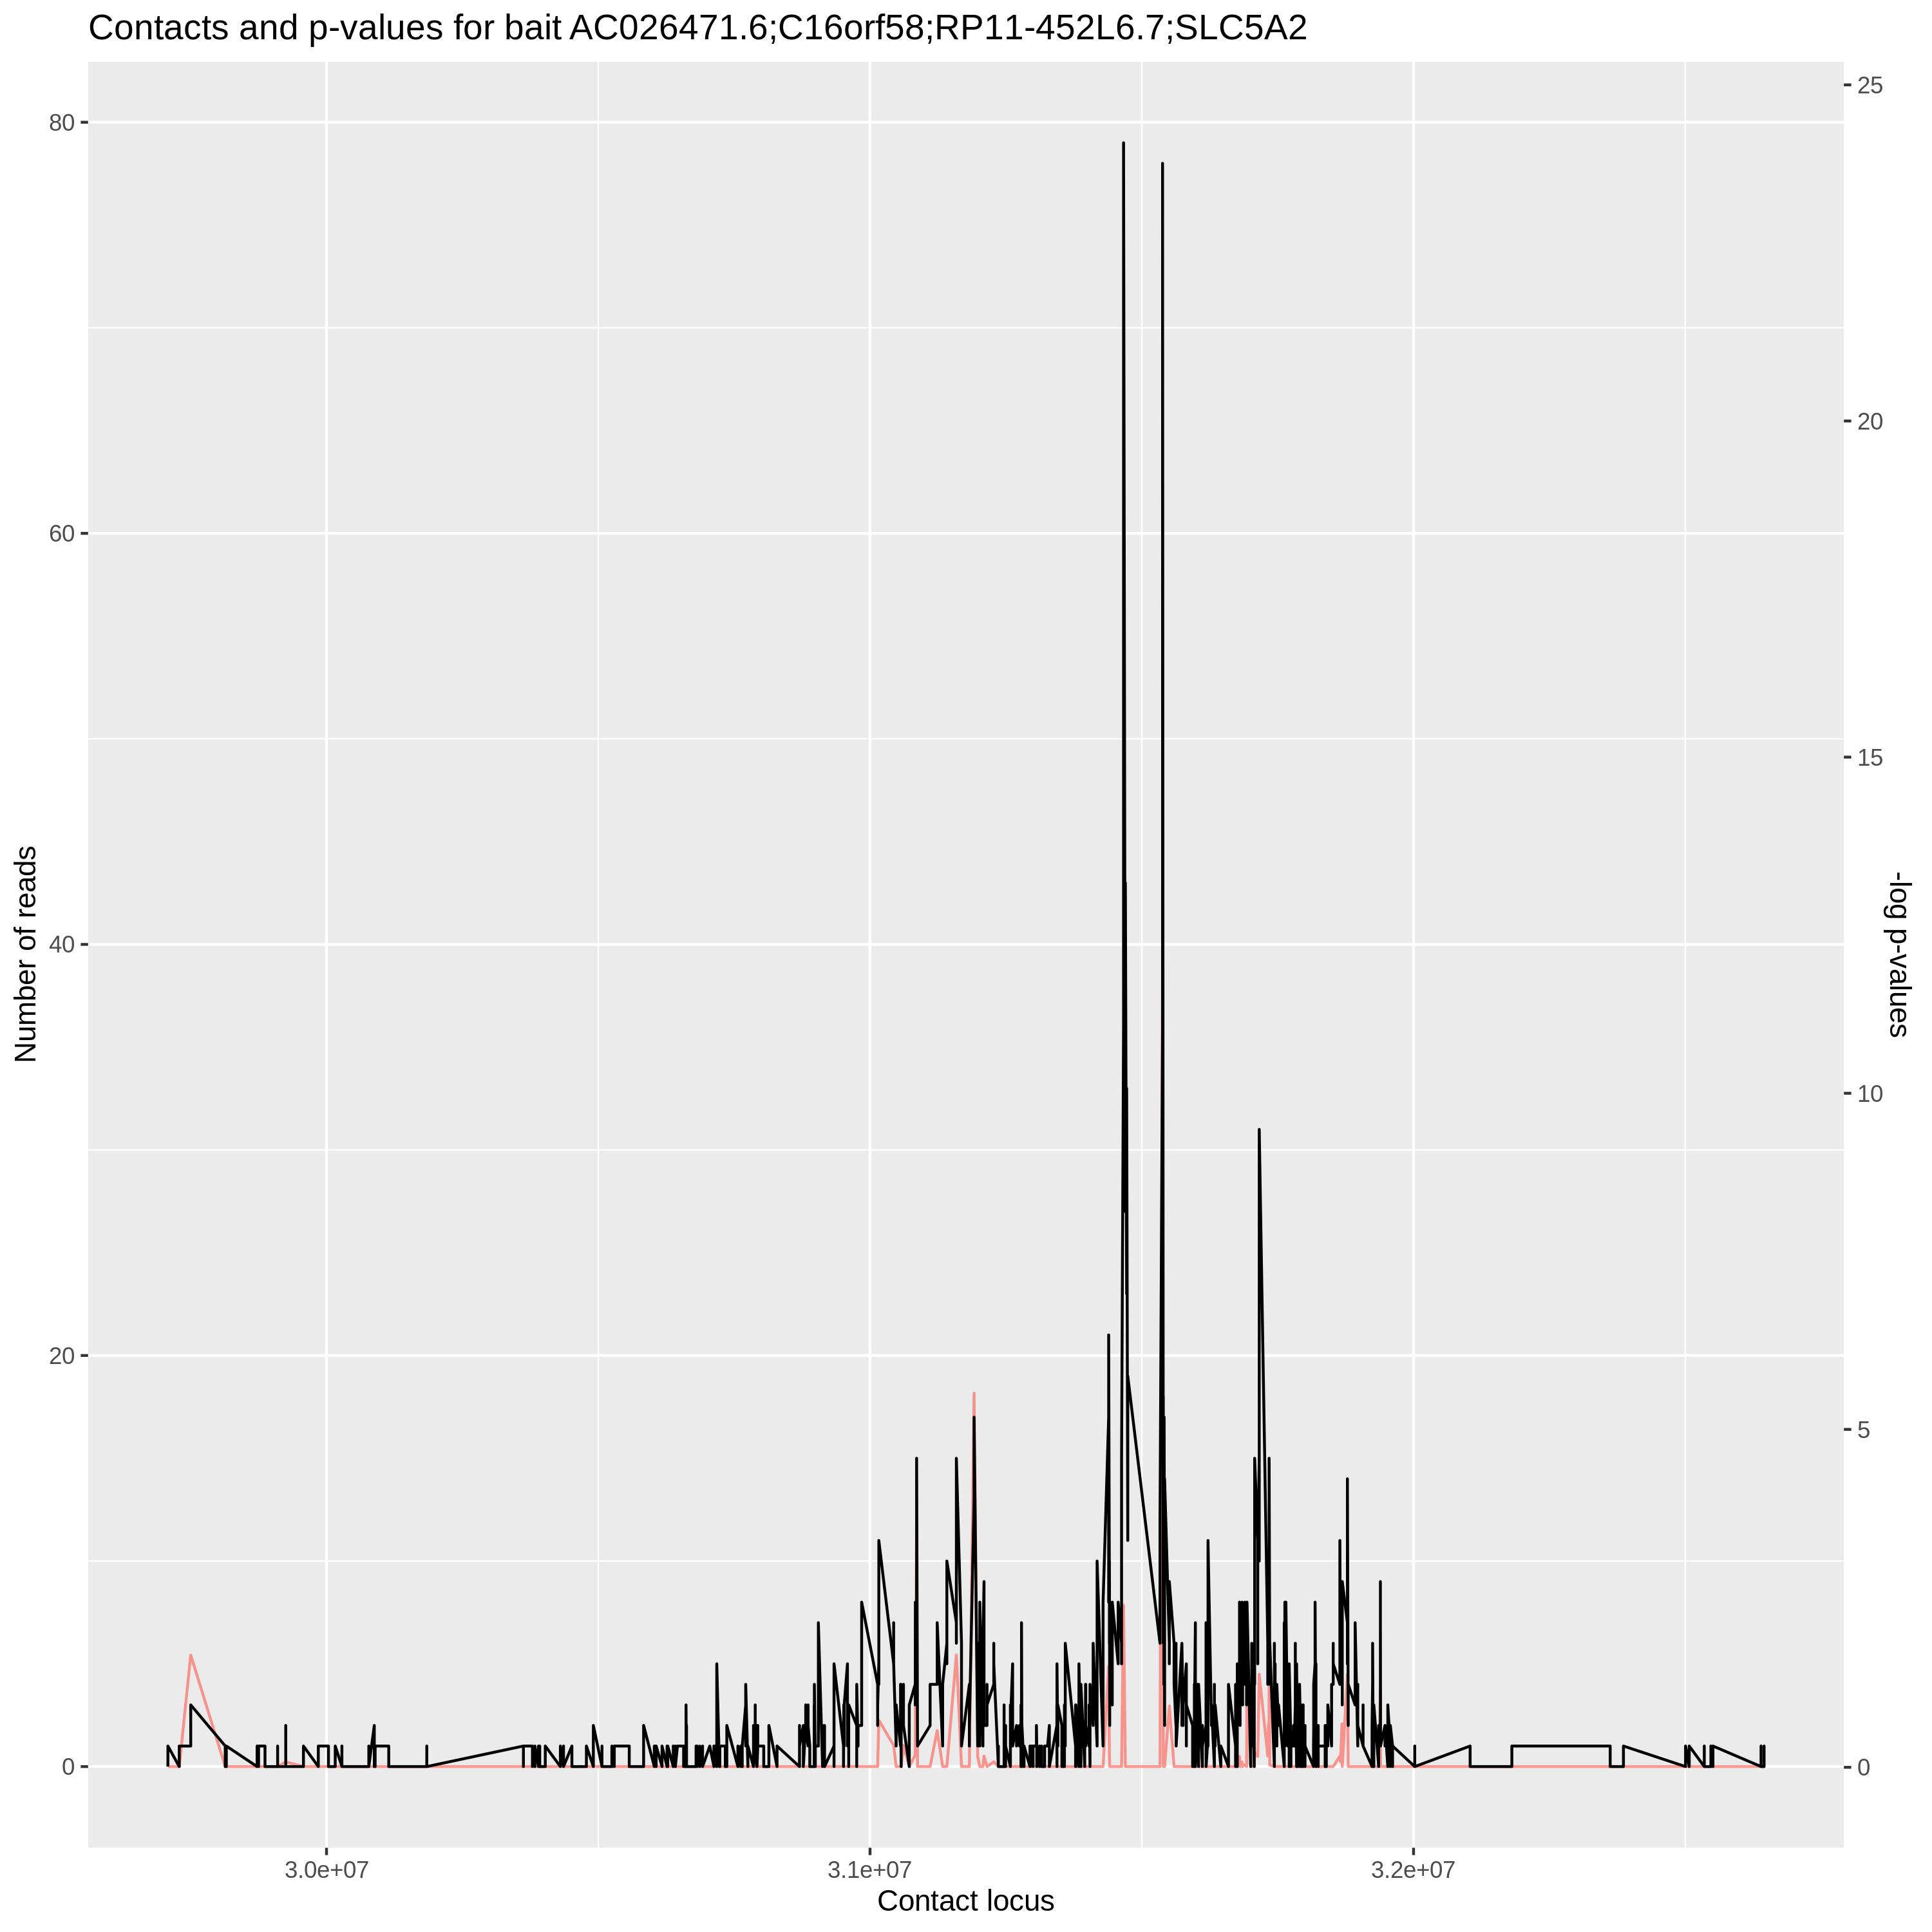 Contacts and p-values for bait AC026471.6;C16orf58;RP11-452L6.7;SLC5A2
80
60
40
20
0
Number of reads
25
20
15
10
5
0
-log p-values
3.0e+07
3.1e+07
3.2e+07
Contact locus